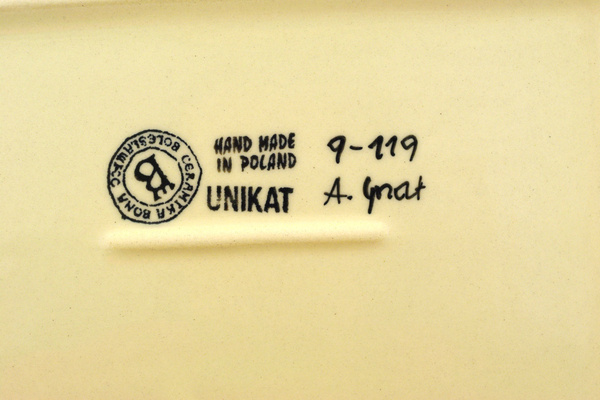 CERAMIKA BONA BOLESŁAWIEC
HAND MADE
IN POLAND
UNIKAT
9-119
A. Gnat